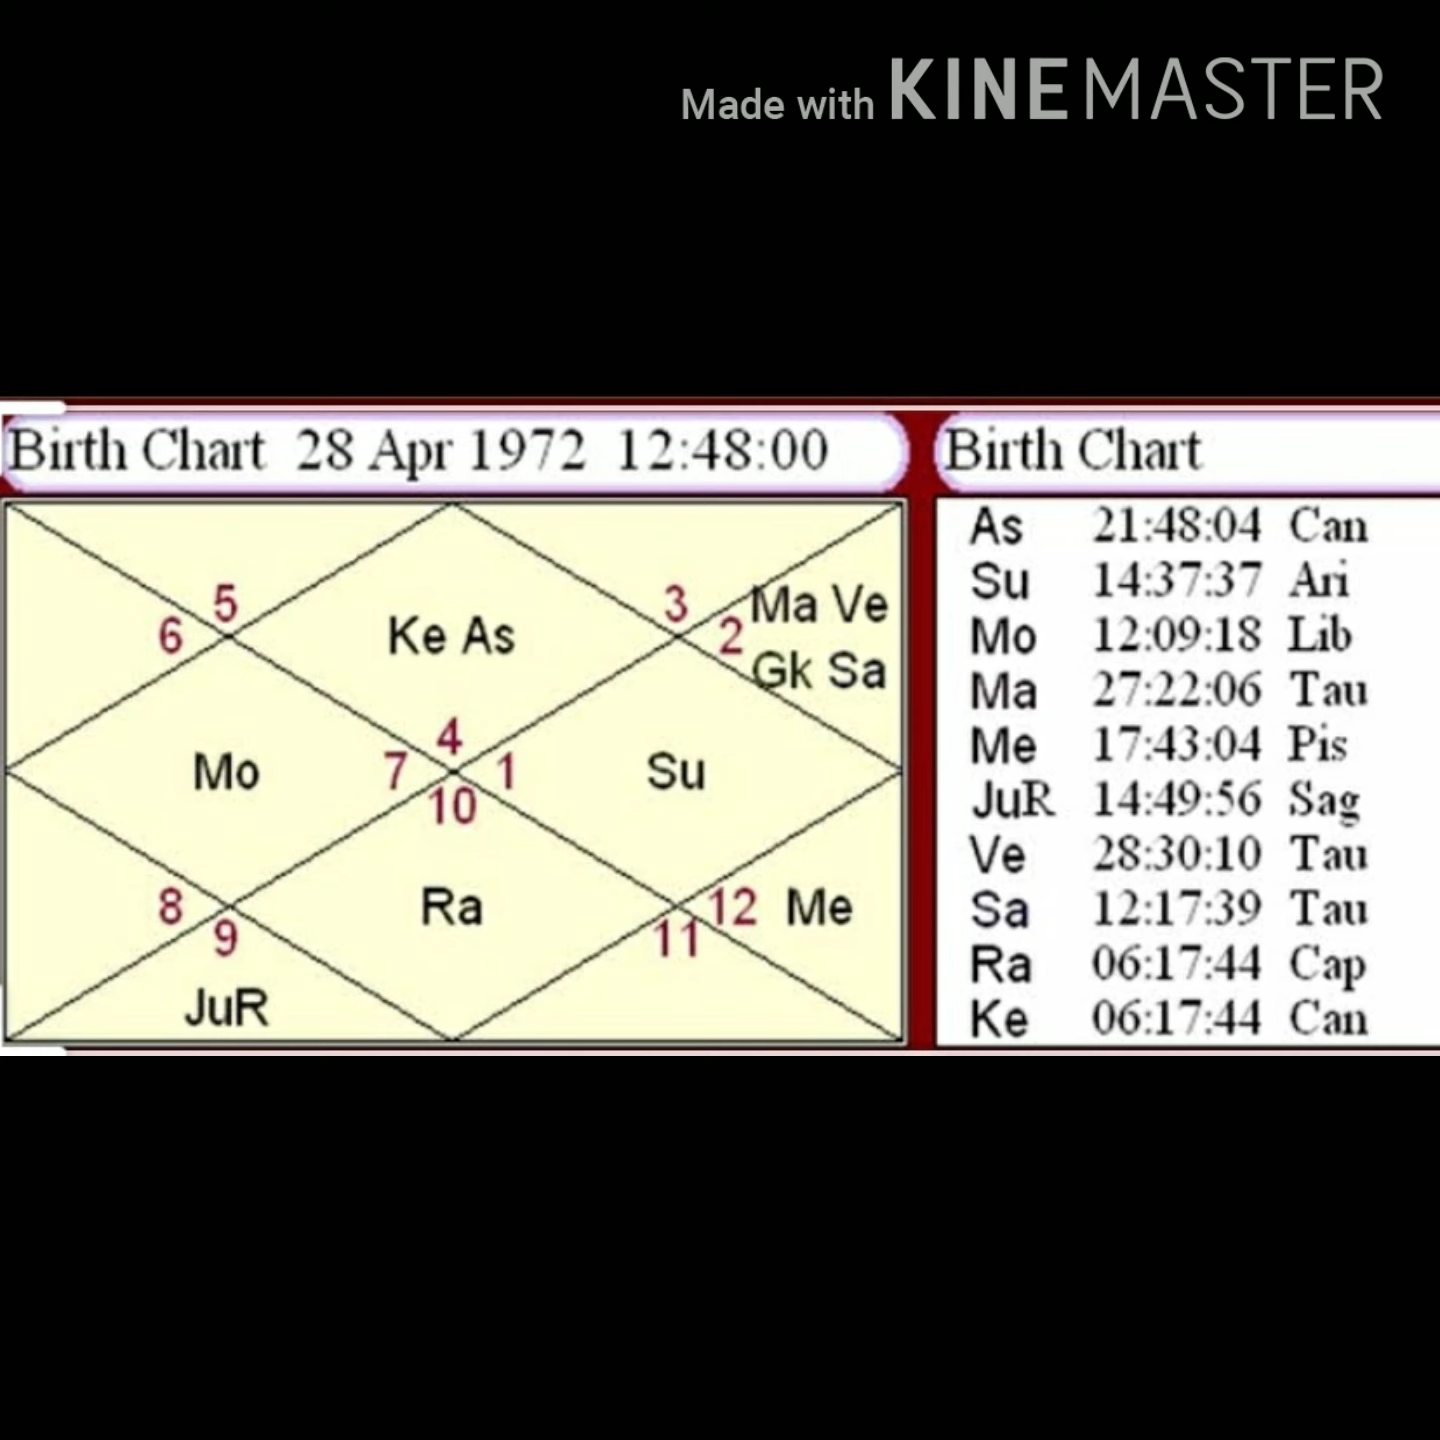 Made with KINEMASTER
Birth Chart 28 Apr 1972 12:48:00
5
6
Ke As
3
2
Ma Ve
Gk Sa
Mo
7
4
1
10
Su
8
9
JuR
Ra
11
12
Me
Birth Chart
As 21:48:04 Can
Su 14:37:37 Ari
Mo 12:09:18 Lib
Ma 27:22:06 Tau
Me 17:43:04 Pis
JuR 14:49:56 Sag
Ve 28:30:10 Tau
Sa 12:17:39 Tau
Ra 06:17:44 Cap
Ke 06:17:44 Can